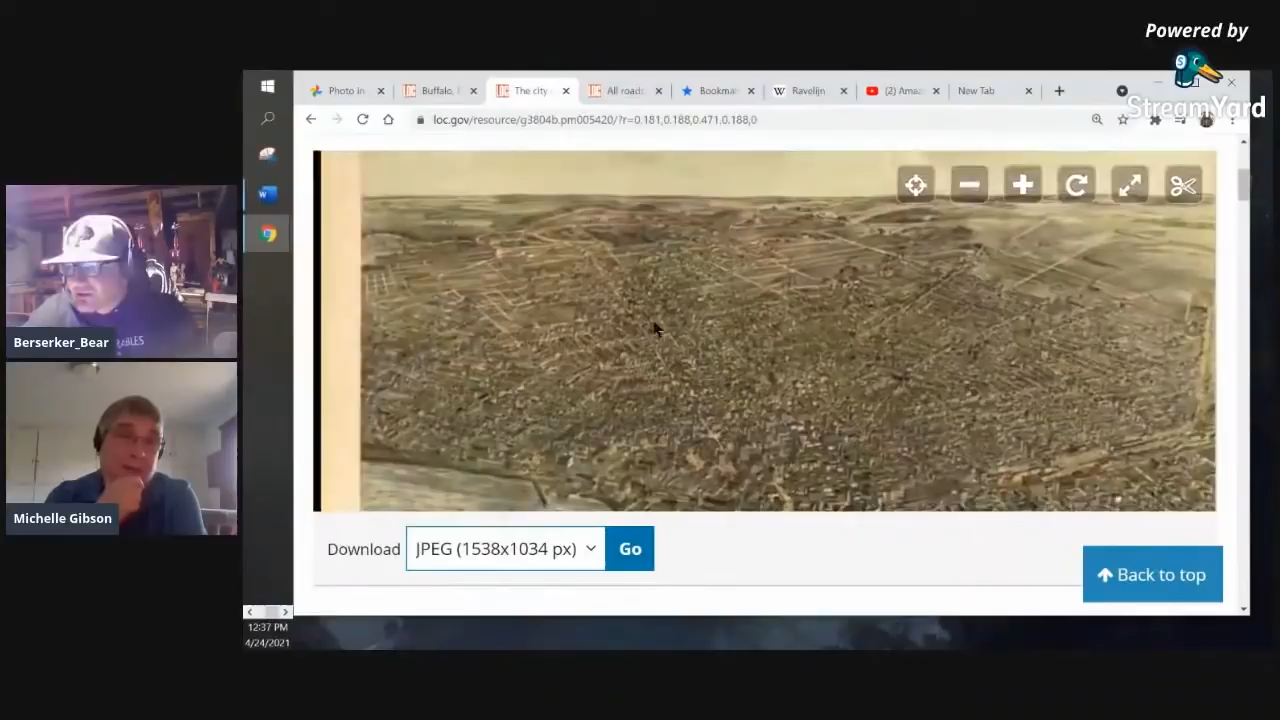 Powered by
StreamYard
Photo in
Buffalo,
The city
All roads
Bookmar
Ravelijn
(2) Amaz
New Tab
loc.gov/resource/g3804b.pm005420/?r=0.181,0.188,0.471.0.188,0
Berserker_Bear
Michelle Gibson
Download
JPEG (1538x1034 px)
Go
Back to top
12:37 PM
4/24/2021